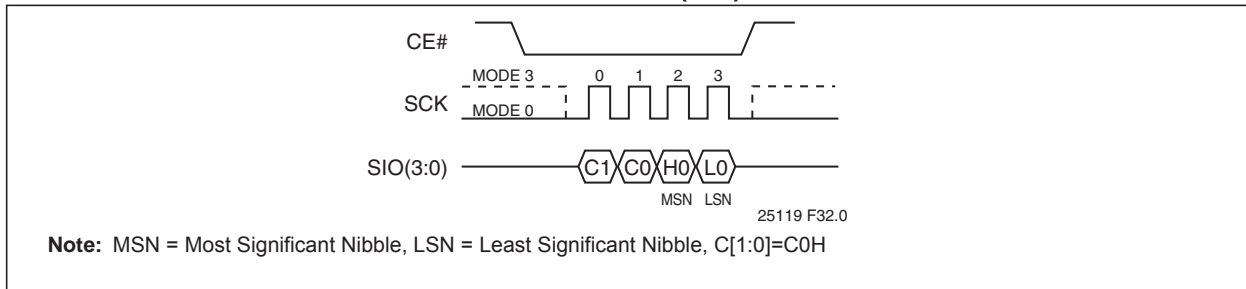 CE#
MODE 3 0 1 2 3
SCK
MODE 0
SIO(3:0) C1 C0 H0 L0
MSN LSN
25119 F32.0
Note: MSN = Most Significant Nibble, LSN = Least Significant Nibble, C[1:0]=C0H